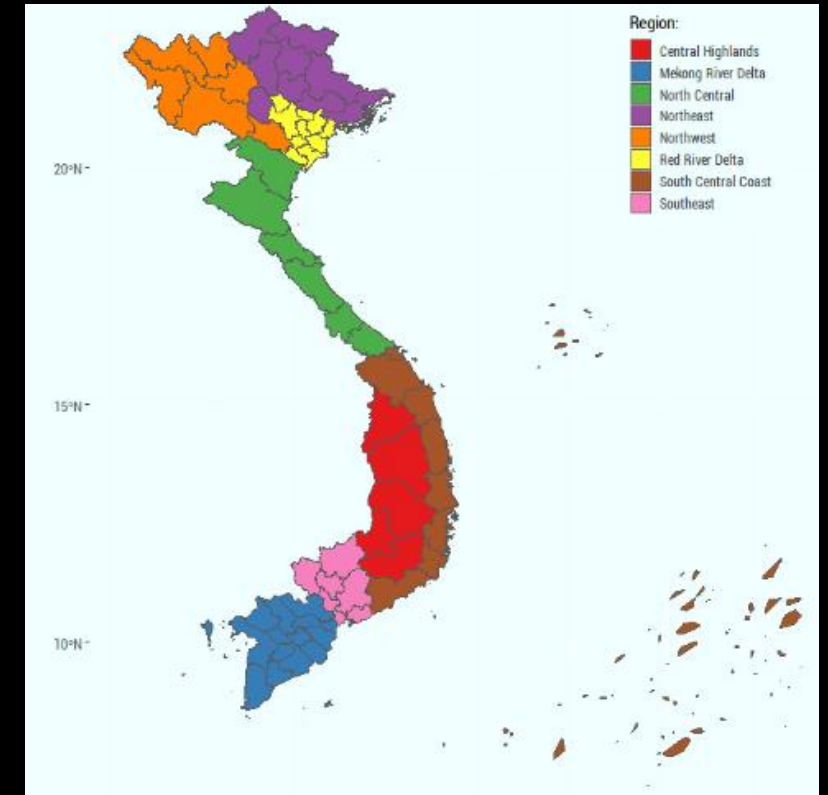 Region:
Central Highlands
Mekong River Delta
North Central
Northeast
Northwest
Red River Delta
South Central Coast
Southeast
20°N
15°N
10°N